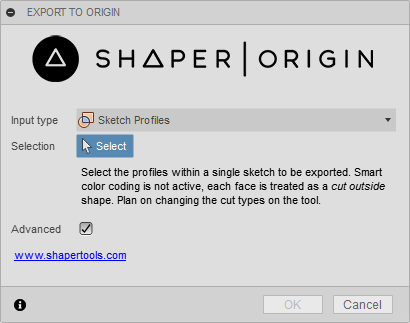 EXPORT TO ORIGIN
SHAPER | ORIGIN
Input type Sketch Profiles
Selection Select
Select the profiles within a single sketch to be exported. Smart
color coding is not active, each face is treated as a cut outside
shape. Plan on changing the cut types on the tool.
Advanced
www.shapertools.com
OK Cancel